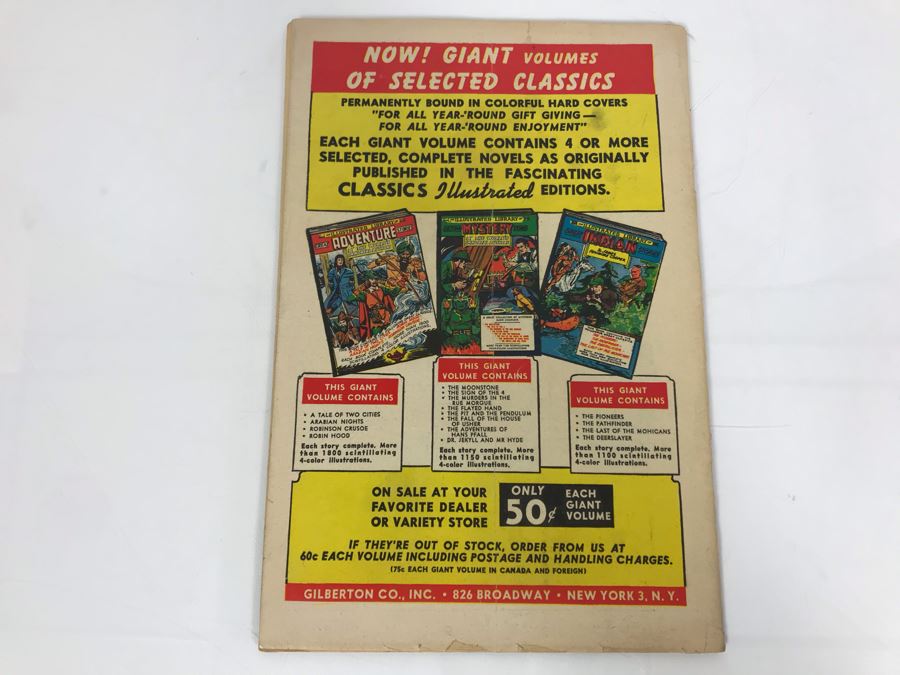 NOW! GIANT VOLUMES
OF SELECTED CLASSICS
PERMANENTLY BOUND IN COLORFUL HARD COVERS
"FOR ALL YEAR-'ROUND GIFT GIVING —
FOR ALL YEAR-'ROUND ENJOYMENT"
EACH GIANT VOLUME CONTAINS 4 OR MORE
SELECTED, COMPLETE NOVELS AS ORIGINALLY
PUBLISHED IN THE FASCINATING
CLASSICS Illustrated EDITIONS.
ILLUSTRATED LIBRARY
ADVENTURE
ILLUSTRATED LIBRARY
MYSTERY
ILLUSTRATED LIBRARY
INDIAN
THIS GIANT
VOLUME CONTAINS
• A TALE OF TWO CITIES
• ARABIAN NIGHTS
• ROBINSON CRUSOE
• ROBIN HOOD
Each story complete. More
than 1800 scintillating
4-color illustrations.
THIS GIANT
VOLUME CONTAINS
• THE MOONSTONE
• THE SIGN OF THE 4
• THE MURDERS IN THE
RUE MORGUE
• THE FLAYED HAND
• THE PIT AND THE PENDULUM
• THE FALL OF THE HOUSE
OF USHER
• THE ADVENTURES OF
HANS PFALL
• DR. JEKYLL AND MR HYDE
Each story complete. More
than 1150 scintillating
4-color illustrations.
THIS GIANT
VOLUME CONTAINS
• THE PIONEERS
• THE PATHFINDER
• THE LAST OF THE MOHICANS
• THE DEERSLAYER
Each story complete. More
than 1100 scintillating
4-color illustrations.
ON SALE AT YOUR
FAVORITE DEALER
OR VARIETY STORE
ONLY
50¢
EACH
GIANT
VOLUME
IF THEY'RE OUT OF STOCK, ORDER FROM US AT
60c EACH VOLUME INCLUDING POSTAGE AND HANDLING CHARGES.
(75c EACH GIANT VOLUME IN CANADA AND FOREIGN)
GILBERTON CO., INC. • 826 BROADWAY • NEW YORK 3, N. Y.